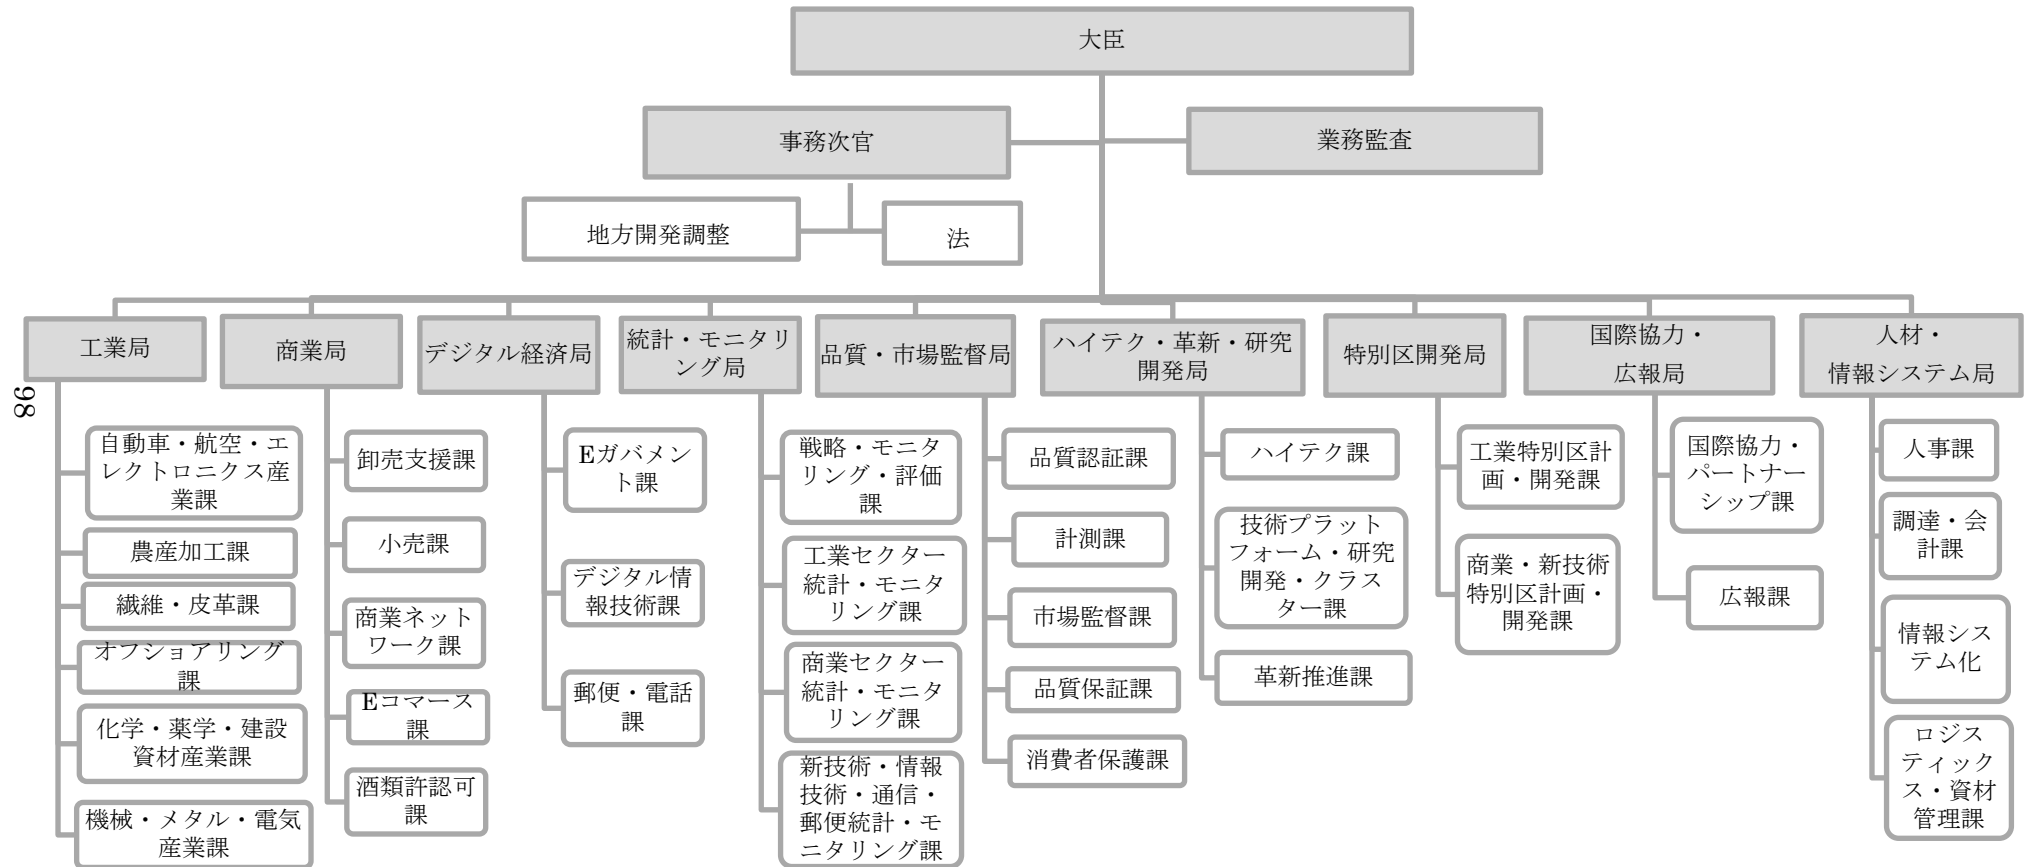 大臣
事務次官
業務監査
地方開発調整
法
工業局
商業局
デジタル経済局
統計・モニタリ
ング局
品質・市場監督局
ハイテク・革新・研究
開発局
特別区開発局
国際協力・
広報局
人材・
情報システム局
自動車・航空・エ
レクトロニクス産
業課
農産加工課
繊維・皮革課
オフショアリング
課
化学・薬学・建設
資材産業課
機械・メタル・電気
産業課
卸売支援課
小売課
商業ネット
ワーク課
Eコマース
課
酒類許認可
課
Eガバメン
ト課
デジタル情
報技術課
郵便・電話
課
戦略・モニタ
リング・評価
課
工業セクター
統計・モニタ
リング課
商業セクター
統計・モニタ
リング課
新技術・情報
技術・通信・
郵便統計・モ
ニタリング課
品質認証課
計測課
市場監督課
品質保証課
消費者保護課
ハイテク課
技術プラット
フォーム・研究
開発・クラス
ター課
革新推進課
工業特別区計
画・開発課
商業・新技術
特別区計画・
開発課
国際協力・
パートナー
シップ課
広報課
人事課
調達・会
計課
情報シス
テム化
ロジス
ティック
ス・資材
管理課
98